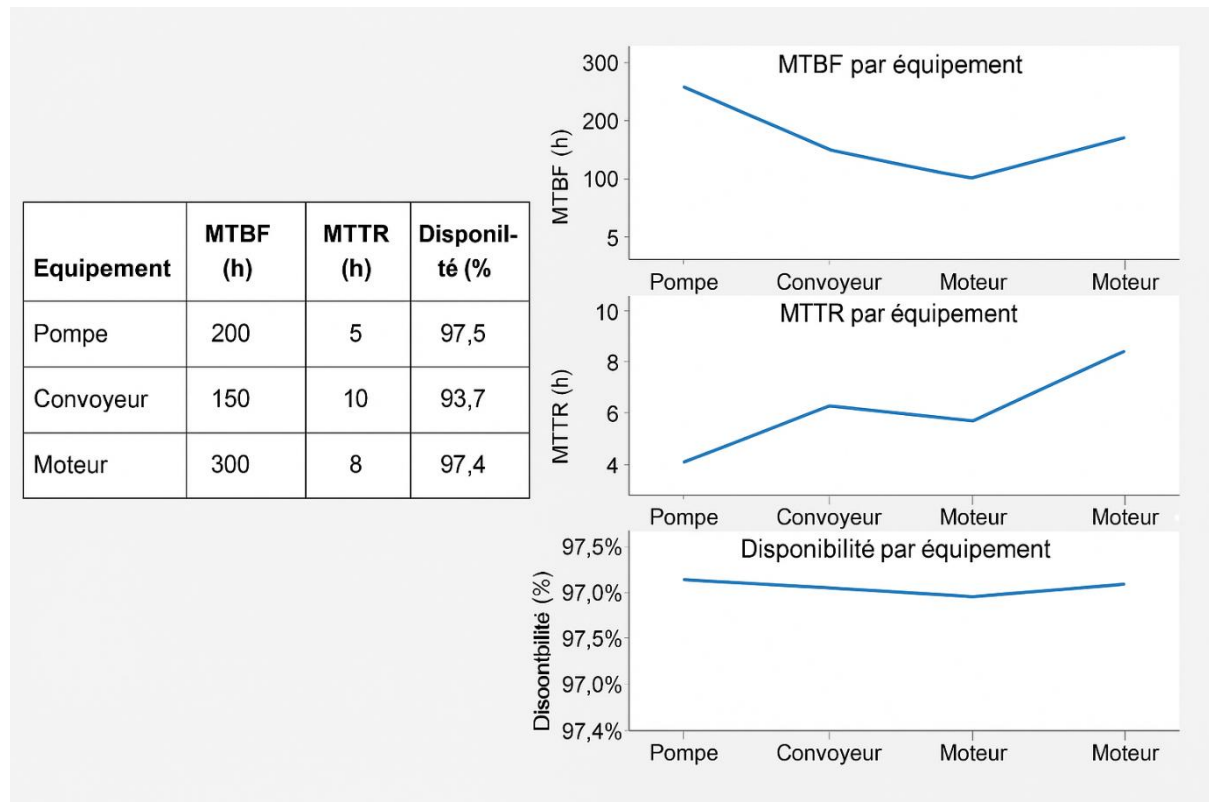 Equipement
MTBF
(h)
MTTR
(h)
Disponil-
té (%
Pompe 200 5 97,5
Convoyeur 150 10 93,7
Moteur 300 8 97,4
MTBF par équipement
MTBF (h)
300
200
100
5
Pompe Convoyeur Moteur Moteur
MTTR par équipement
MTTR (h)
10
8
6
4
Pompe Convoyeur Moteur Moteur
Disponibilité par équipement
Disoontbilité (%)
97,5%
97,0%
97,5%
97,0%
97,4%
Pompe Convoyeur Moteur Moteur